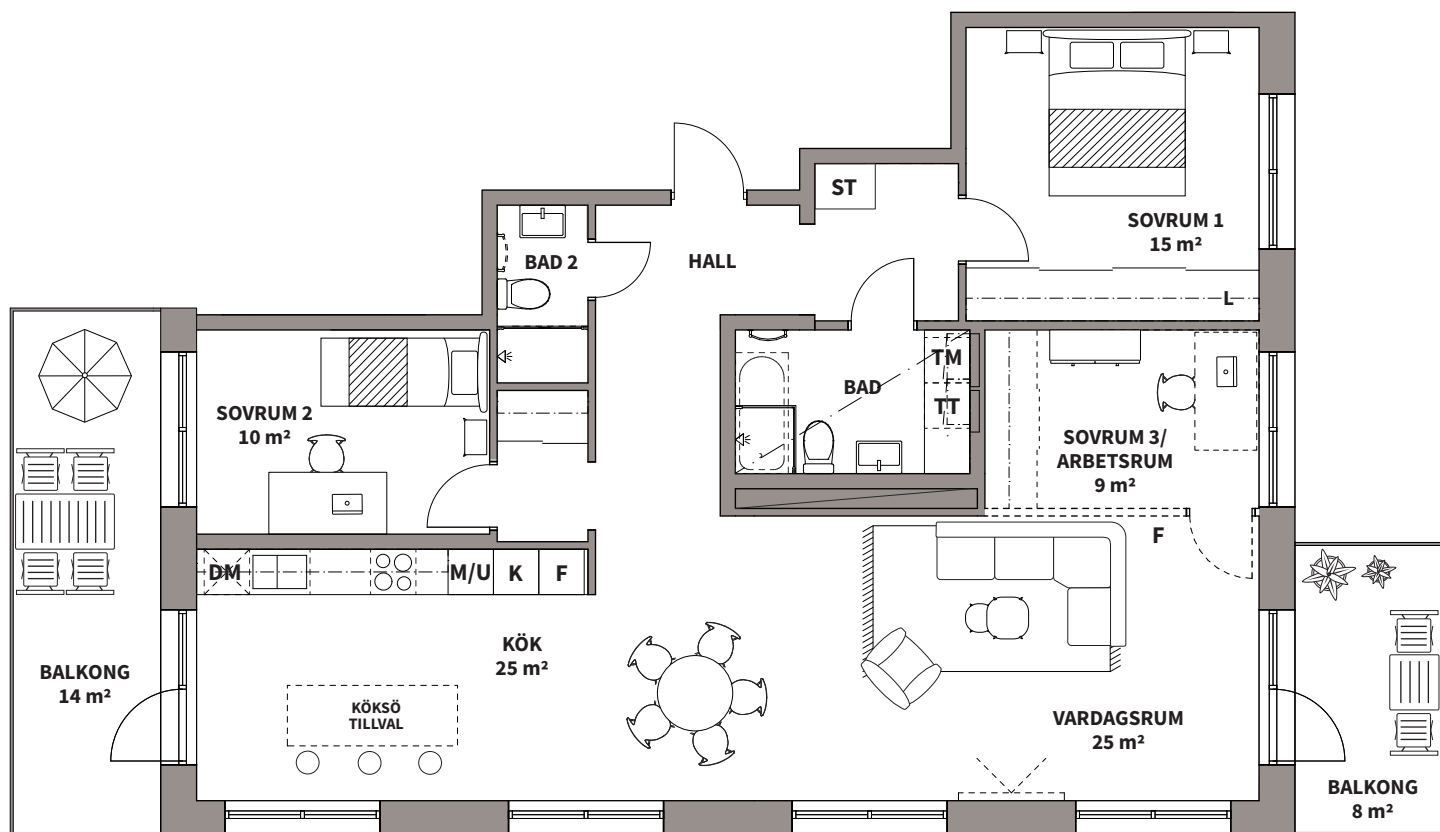 ST
SOVRUM 1
15 m²
BAD 2
HALL
L
TM
BAD
TT
SOVRUM 2
10 m²
SOVRUM 3/
ARBETSRUM
9 m²
F
DM
M/U
K
F
KÖK
25 m²
BALKONG
14 m²
KÖKSÖ
TILLVAL
VARDAGSRUM
25 m²
BALKONG
8 m²